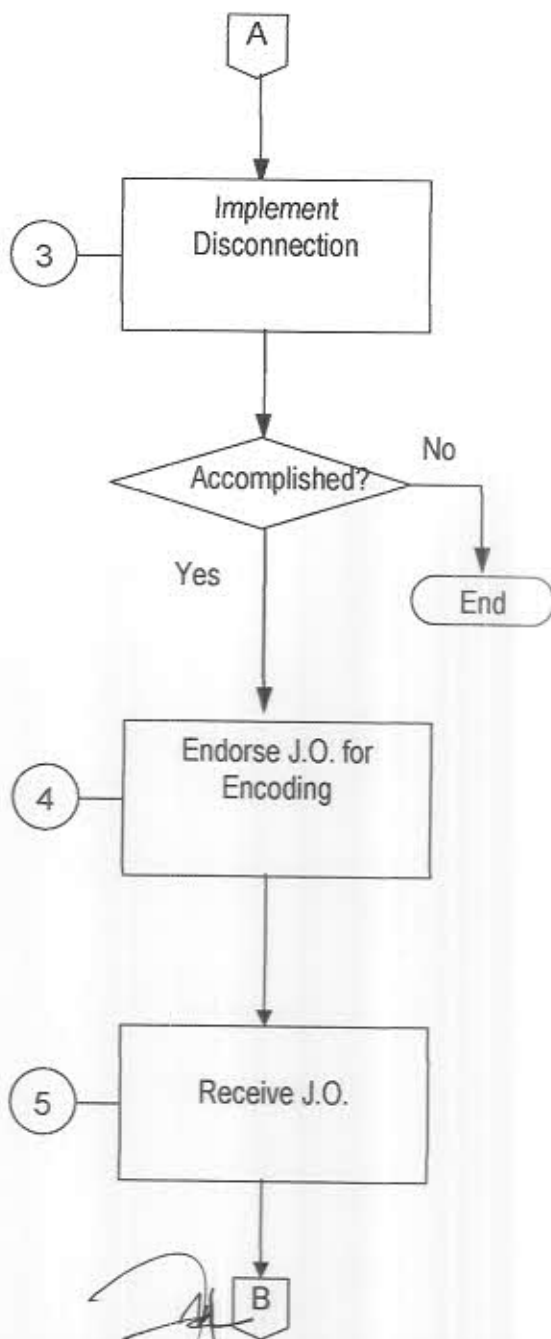 A
Implement
Disconnection
3
Accomplished?
No
Yes
End
Endorse J.O. for
Encoding
4
Receive J.O.
5
B